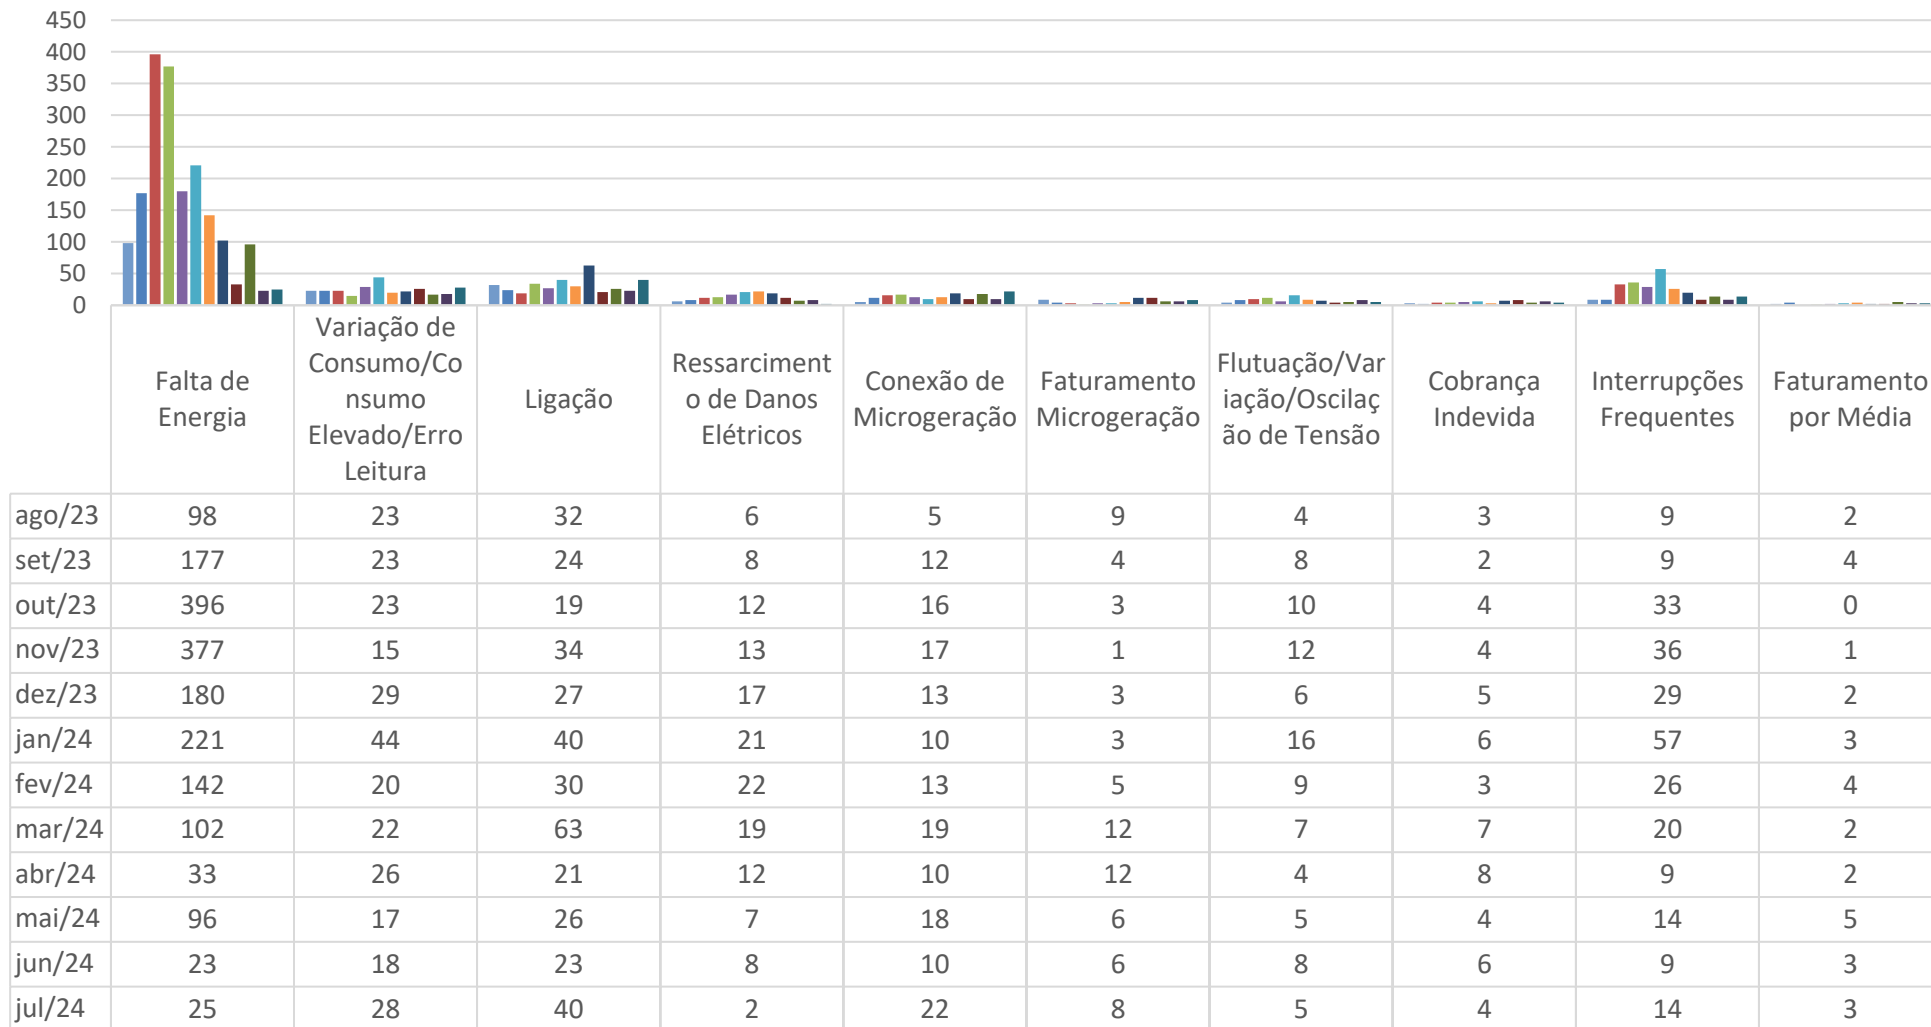 450
400
350
300
250
200
150
100
50
0
Falta de
Energia
Variação de
Consumo/Co
nsumo
Elevado/Erro
Leitura
Ligação
Ressarciment
o de Danos
Elétricos
Conexão de
Microgeração
Faturamento
Microgeração
Flutuação/Var
iação/Oscilaç
ão de Tensão
Cobrança
Indevida
Interrupções
Frequentes
Faturamento
por Média
ago/23 98 23 32 6 5 9 4 3 9 2
set/23 177 23 24 8 12 4 8 2 9 4
out/23 396 23 19 12 16 3 10 4 33 0
nov/23 377 15 34 13 17 1 12 4 36 1
dez/23 180 29 27 17 13 3 6 5 29 2
jan/24 221 44 40 21 10 3 16 6 57 3
fev/24 142 20 30 22 13 5 9 3 26 4
mar/24 102 22 63 19 19 12 7 7 20 2
abr/24 33 26 21 12 10 12 4 8 9 2
mai/24 96 17 26 7 18 6 5 4 14 5
jun/24 23 18 23 8 10 6 8 6 9 3
jul/24 25 28 40 2 22 8 5 4 14 3